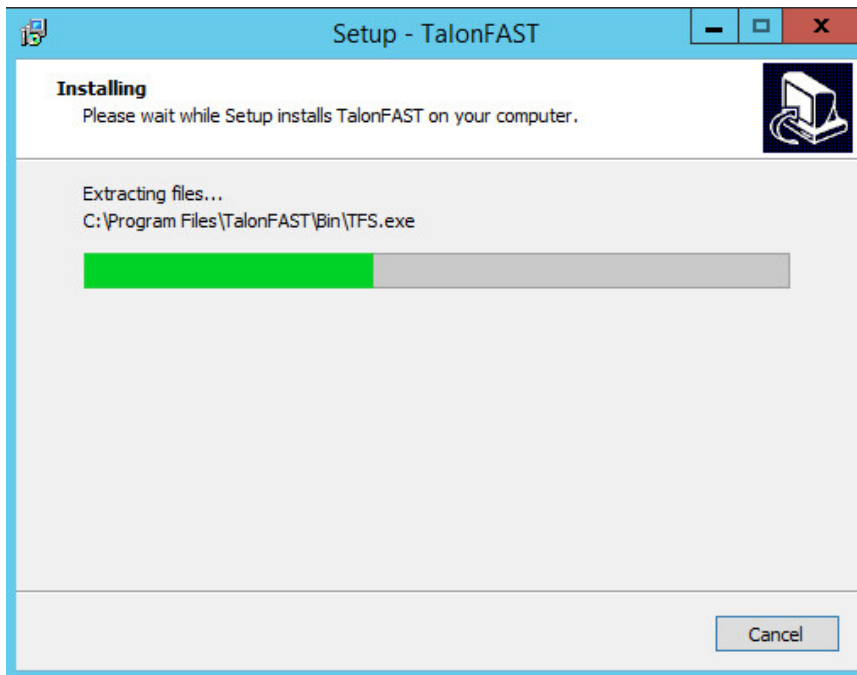 Setup - TalonFAST
Installing
Please wait while Setup installs TalonFAST on your computer.
Extracting files...
C:\Program Files\TalonFAST\Bin\TFS.exe
Cancel